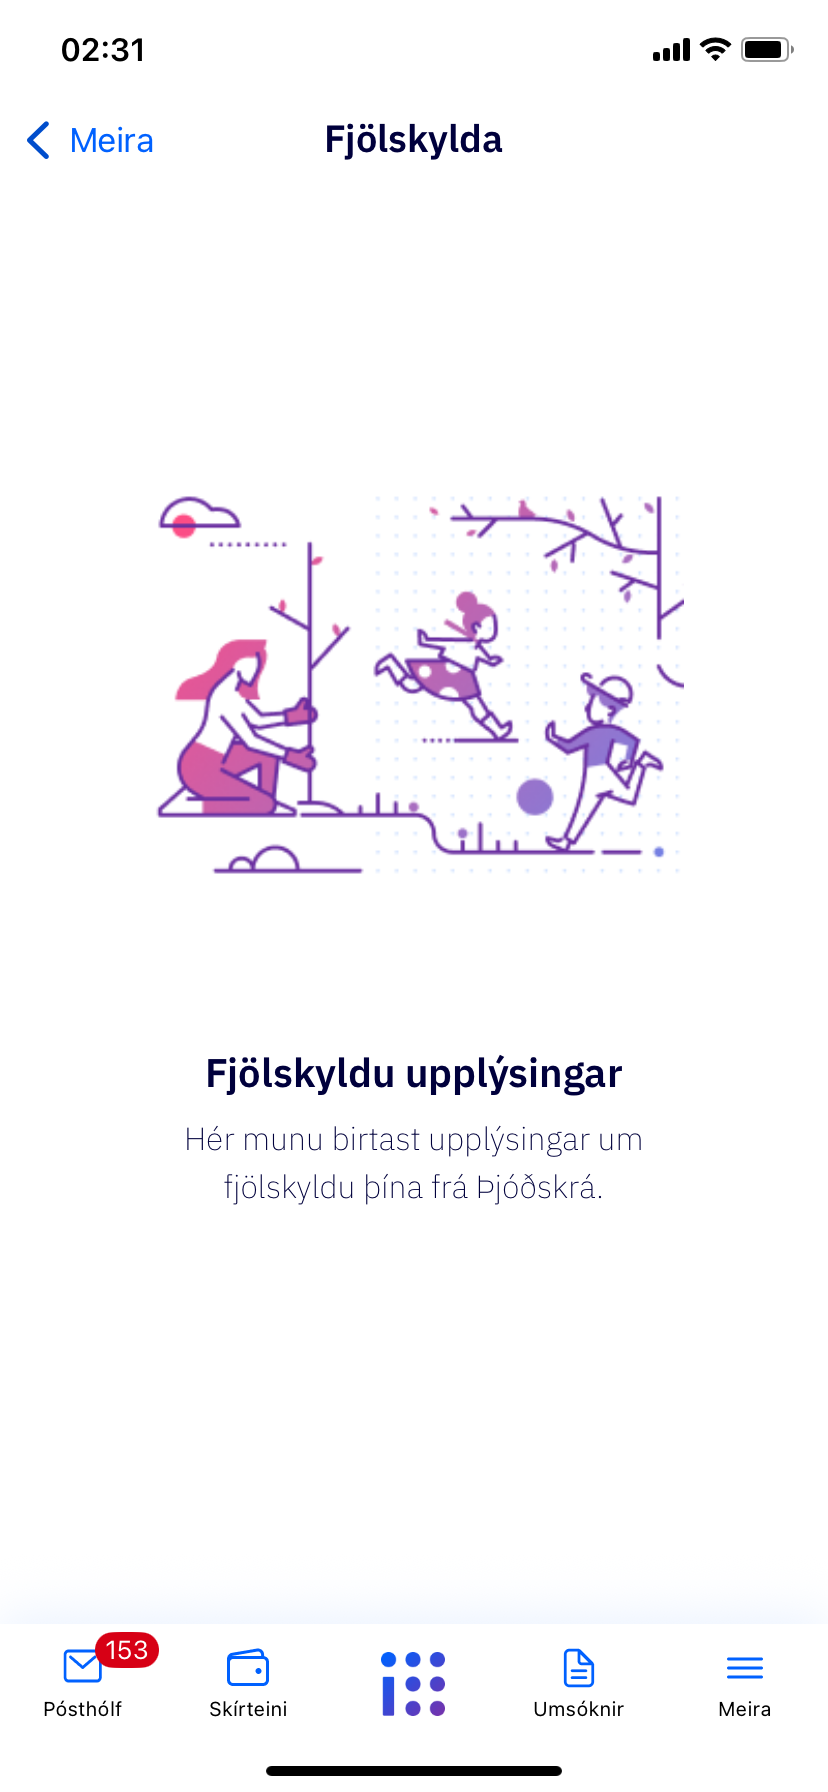 02:31
Meira
Fjölskylda
Fjölskyldu upplýsingar
Hér munu birtast upplýsingar um
fjölskyldu þína frá Þjóðskrá.
153
Pósthólf
Skírteini
Umsóknir
Meira